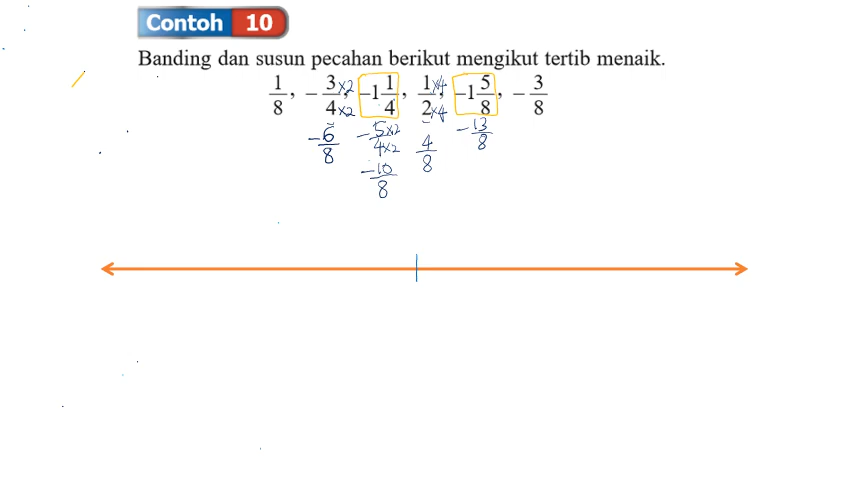 Contoh 10
Banding dan susun pecahan berikut mengikut tertib menaik.
1/8, -3/4, -1 1/4, 1/2, -1 5/8, -3/8
×2 ×4
×2 ×4
-6/8 -5×2/4×2 4/8 -13/8
-10/8